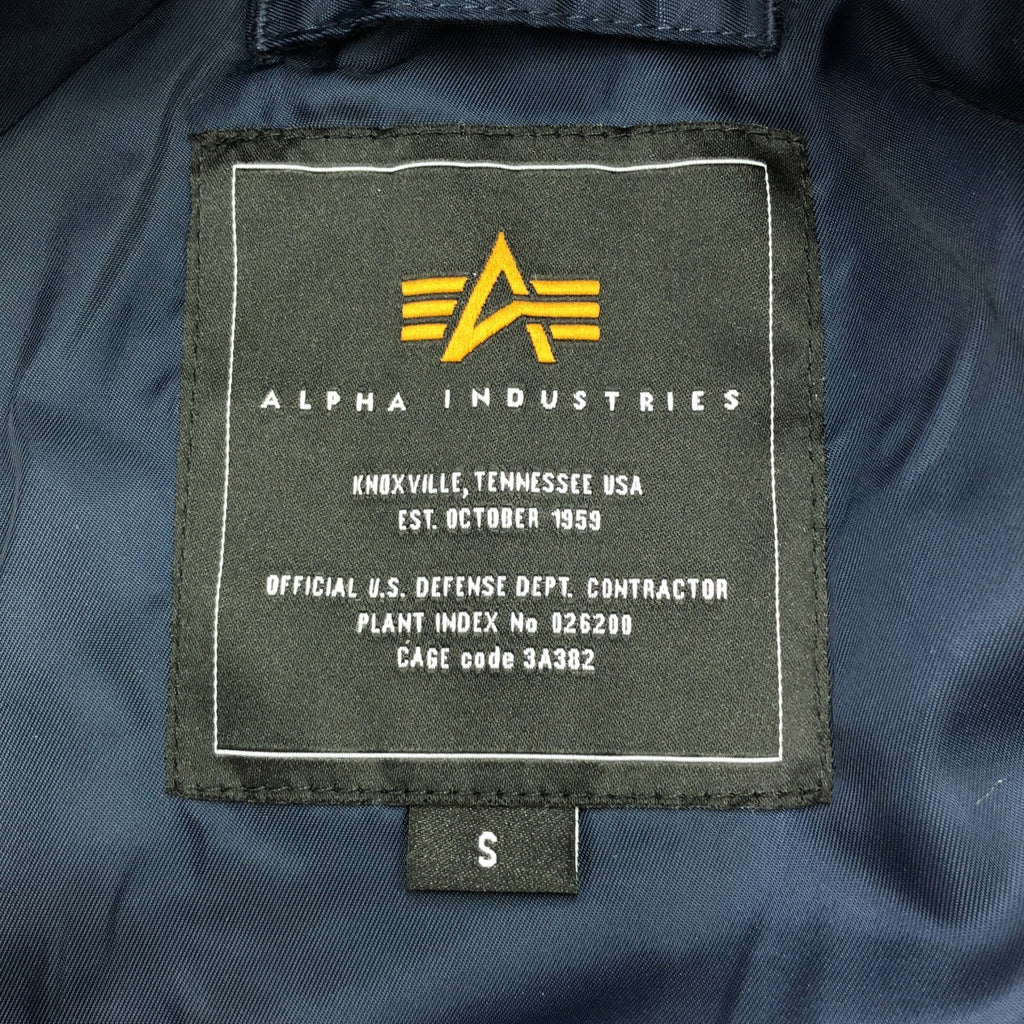 ALPHA INDUSTRIES
KNOXVILLE, TENNESSEE USA
EST. OCTOBER 1959
OFFICIAL U.S. DEFENSE DEPT. CONTRACTOR
PLANT INDEX No 026200
CAGE code 3A382
S